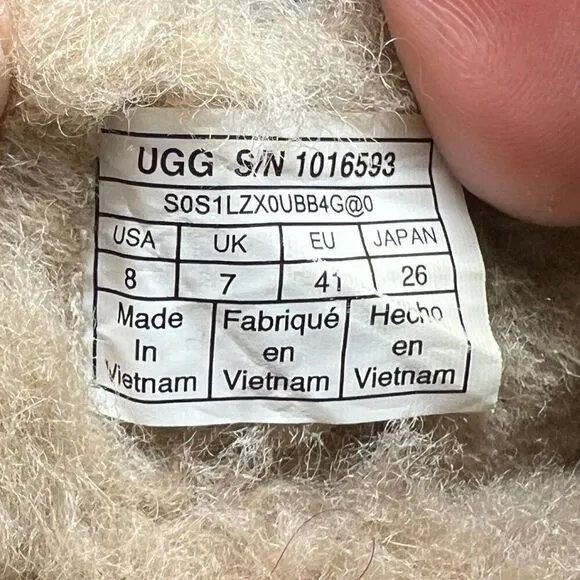 UGG S/N 1016593
S0S1LZX0UBB4G@0
USA UK EU JAPAN
8 7 41 26
Made Fabriqué Hecho
In en en
Vietnam Vietnam Vietnam